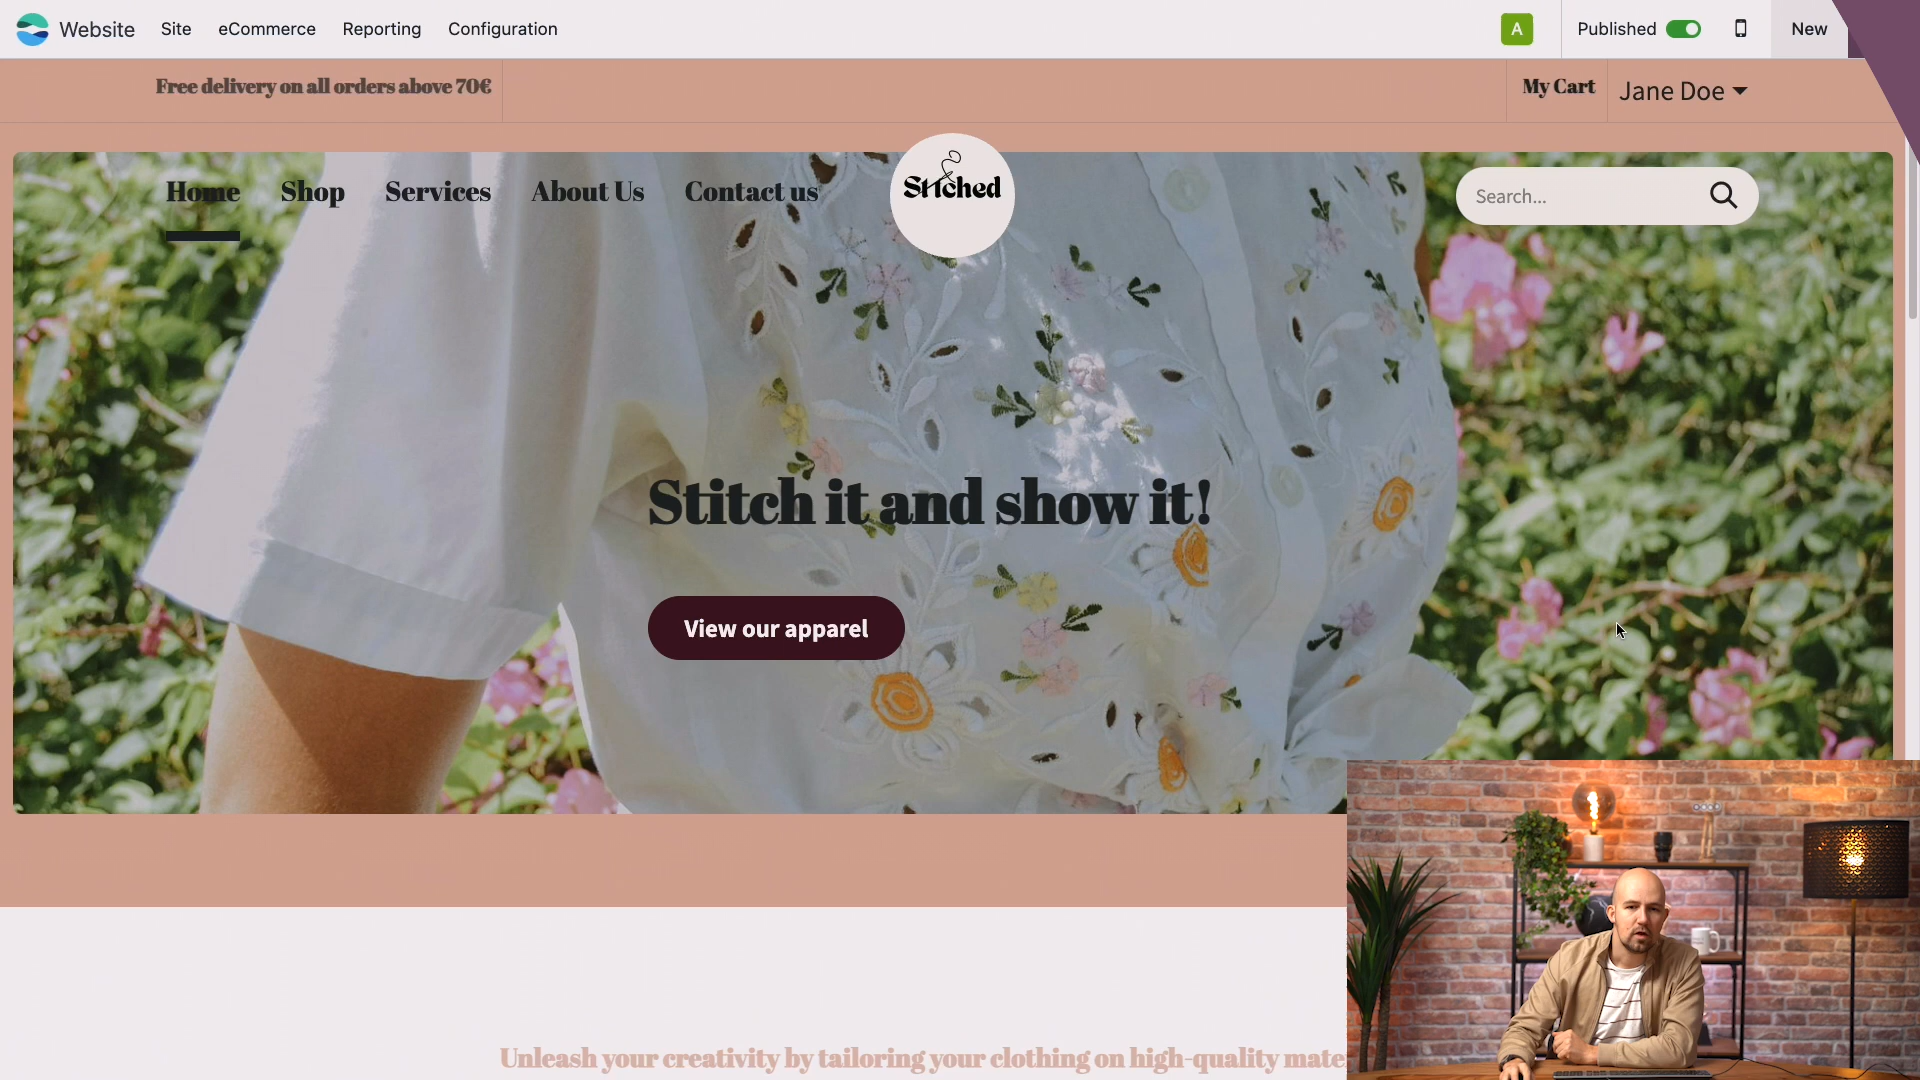 Website Site eCommerce Reporting Configuration A Published New
Free delivery on all orders above 70€ My Cart Jane Doe
Home Shop Services About Us Contact us Stitched Search...
Stitch it and show it!
View our apparel
Unleash your creativity by tailoring your clothing on high-quality mate